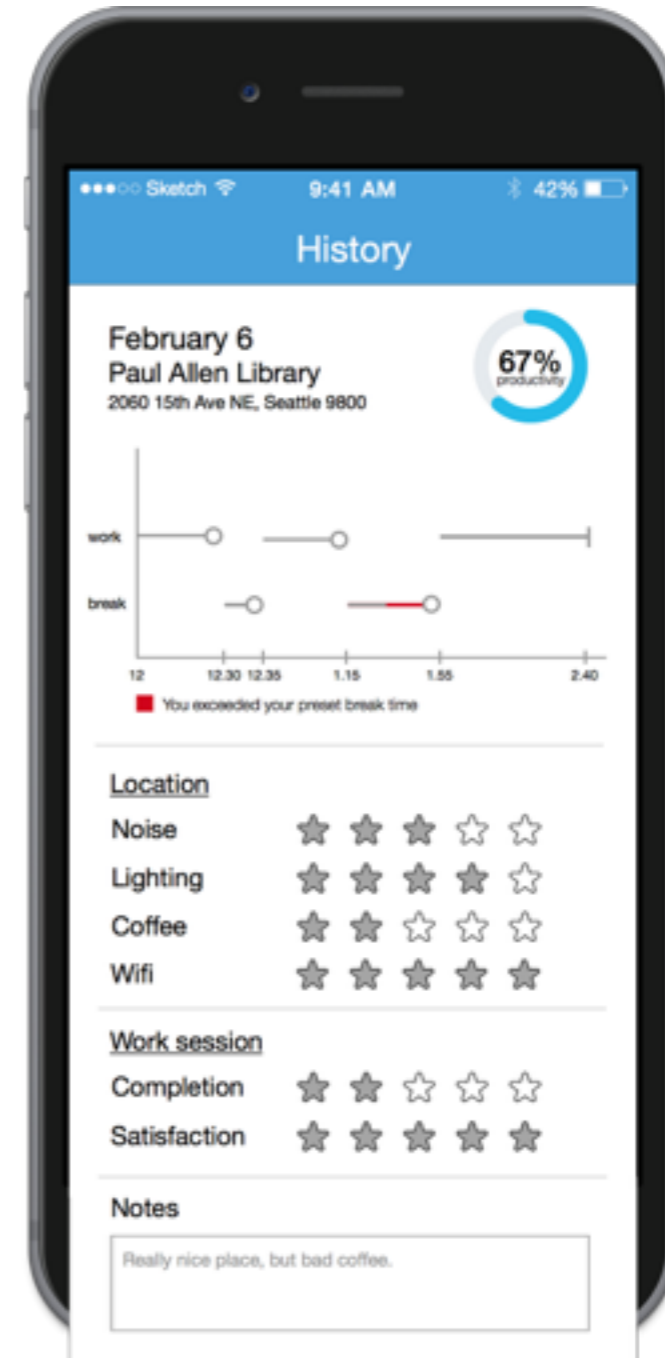 Sketch 9:41 AM 42%
History
February 6
Paul Allen Library
2060 15th Ave NE, Seattle 9800
67%
productivity
work
break
12 12.30 12.35 1.15 1.55 2.40
You exceeded your preset break time
Location
Noise
Lighting
Coffee
Wifi
Work session
Completion
Satisfaction
Notes
Really nice place, but bad coffee.